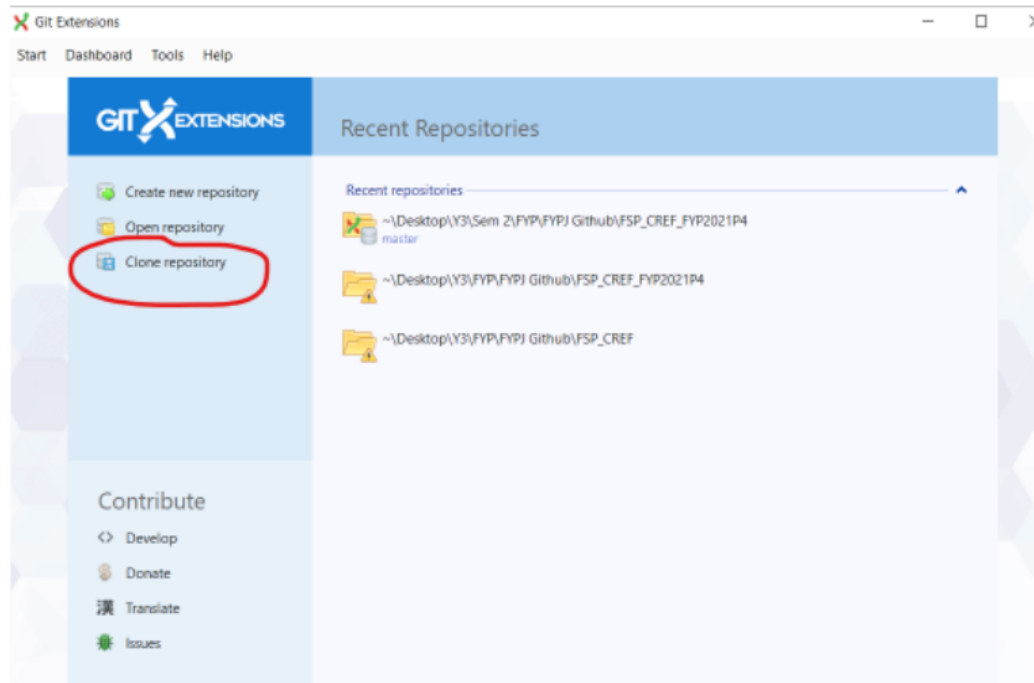 Git Extensions
Start Dashboard Tools Help
GIT EXTENSIONS
Recent Repositories
Create new repository
Open repository
Clone repository
Recent repositories
~\Desktop\Y3\Sem 2\FYP\FYPJ Github\FSP_CREF_FYP2021P4
master
~\Desktop\Y3\FYP\FYPJ Github\FSP_CREF_FYP2021P4
~\Desktop\Y3\FYP\FYPJ Github\FSP_CREF
Contribute
Develop
Donate
漢 Translate
Issues